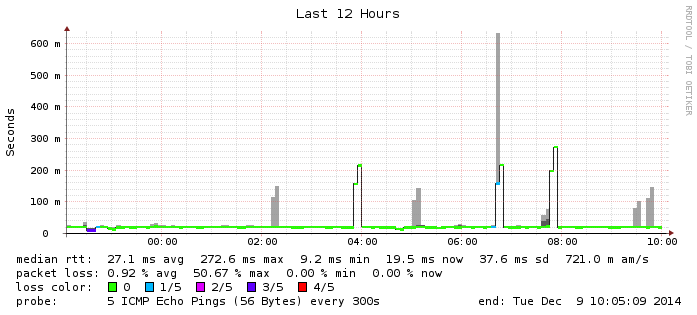 Last 12 Hours
RRDTOOL / TOBI OETIKER
Seconds
600 m
500 m
400 m
300 m
200 m
100 m
0
00:00 02:00 04:00 06:00 08:00 10:00
median rtt: 27.1 ms avg 272.6 ms max 9.2 ms min 19.5 ms now 37.6 ms sd 721.0 m am/s
packet loss: 0.92 % avg 50.67 % max 0.00 % min 0.00 % now
loss color: 0 1/5 2/5 3/5 4/5
probe: 5 ICMP Echo Pings (56 Bytes) every 300s end: Tue Dec 9 10:05:09 2014